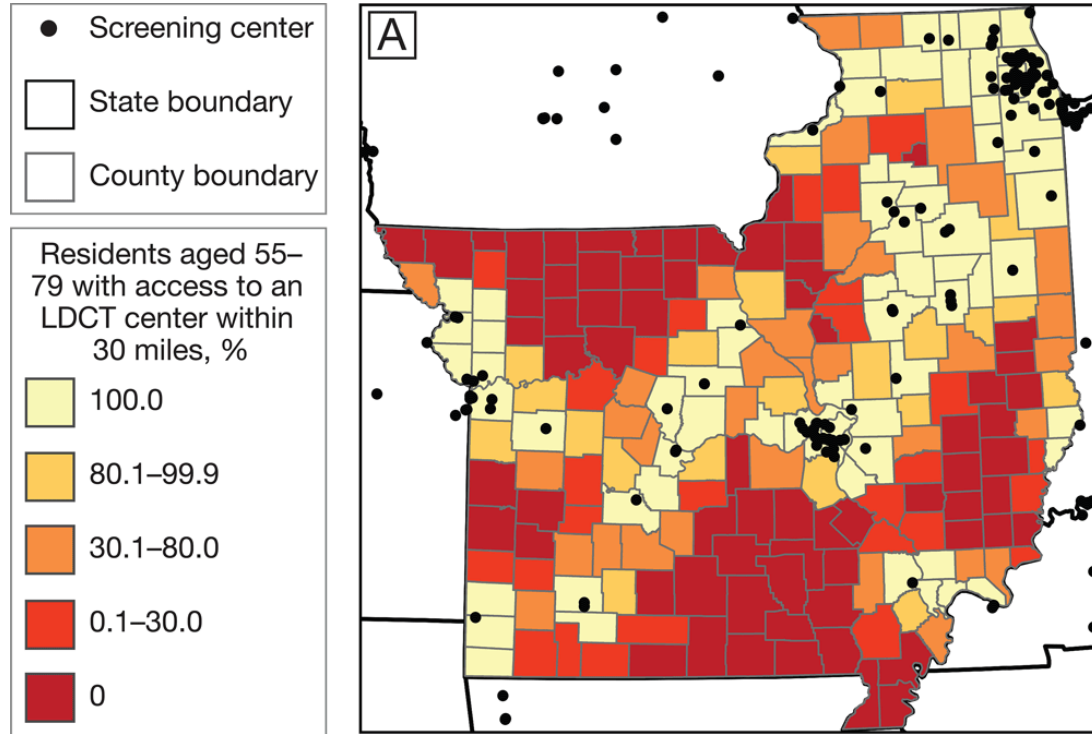 Screening center
State boundary
County boundary
Residents aged 55–
79 with access to an
LDCT center within
30 miles, %
100.0
80.1–99.9
30.1–80.0
0.1–30.0
0
A